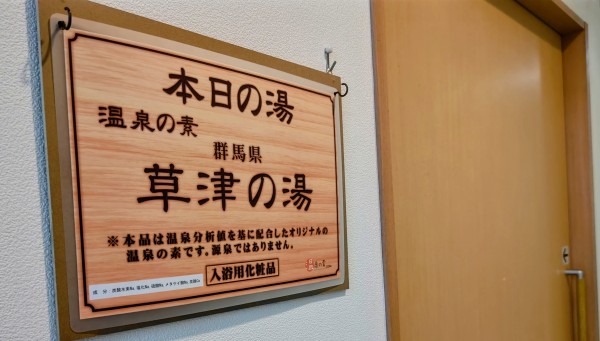 本日の湯
温泉の素
群馬県
草津の湯
※本品は温泉分析値を基に配合したオリジナルの
温泉の素です。源泉ではありません。
入浴用化粧品
成 分